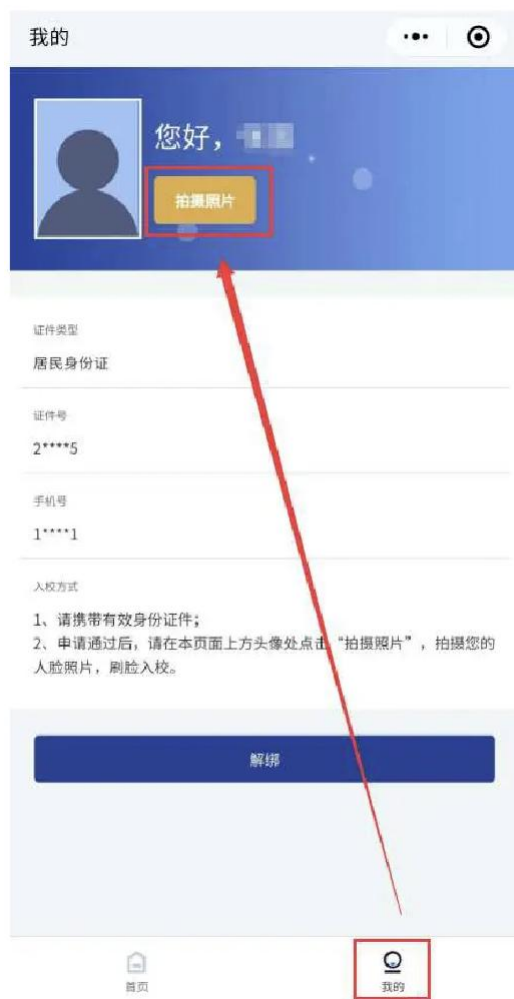 我的
您好，
拍摄照片
证件类型
居民身份证
证件号
2****5
手机号
1****1
入校方式
1、请携带有效身份证件；
2、申请通过后，请在本页面上方头像处点击“拍摄照片”，拍摄您的
人脸照片，刷脸入校。
解绑
首页
我的